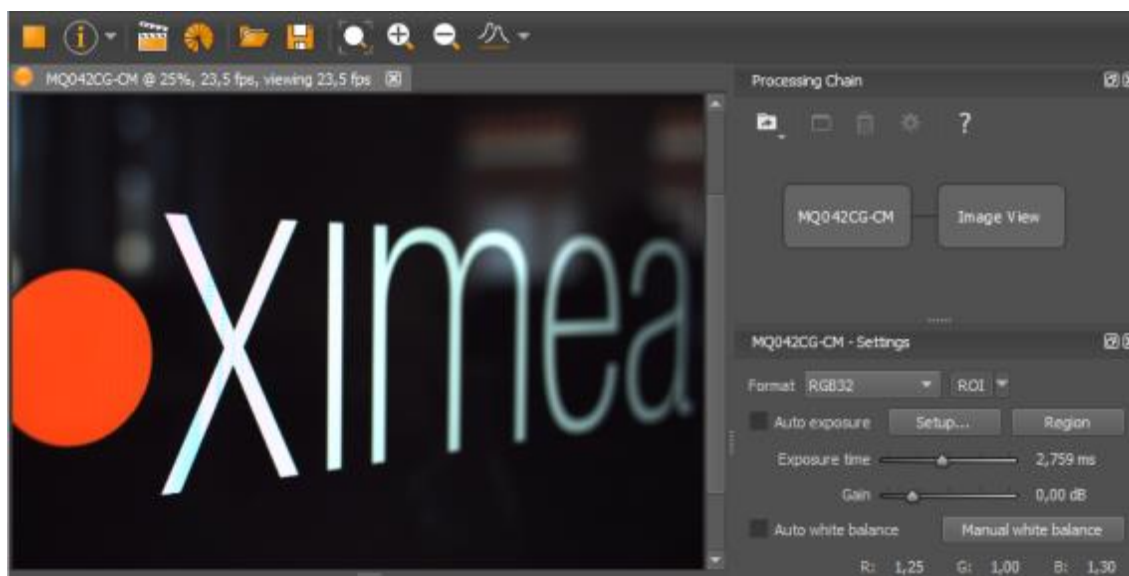 MQ042CG-CM @ 25%, 23,5 fps, viewing 23,5 fps
XImea
Processing Chain
?
MQ042CG-CM
Image View
MQ042CG-CM - Settings
Format RGB32 ROI
Auto exposure Setup... Region
Exposure time 2,759 ms
Gain 0,00 dB
Auto white balance Manual white balance
R: 1,25 G: 1,00 B: 1,30